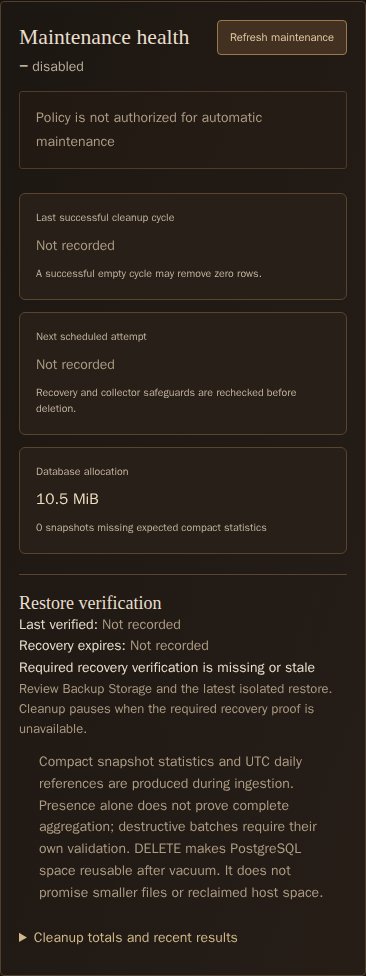 Maintenance health
Refresh maintenance
– disabled
Policy is not authorized for automatic
maintenance
Last successful cleanup cycle
Not recorded
A successful empty cycle may remove zero rows.
Next scheduled attempt
Not recorded
Recovery and collector safeguards are rechecked before
deletion.
Database allocation
10.5 MiB
0 snapshots missing expected compact statistics
Restore verification
Last verified: Not recorded
Recovery expires: Not recorded
Required recovery verification is missing or stale
Review Backup Storage and the latest isolated restore.
Cleanup pauses when the required recovery proof is
unavailable.
Compact snapshot statistics and UTC daily
references are produced during ingestion.
Presence alone does not prove complete
aggregation; destructive batches require their
own validation. DELETE makes PostgreSQL
space reusable after vacuum. It does not
promise smaller files or reclaimed host space.
▶ Cleanup totals and recent results